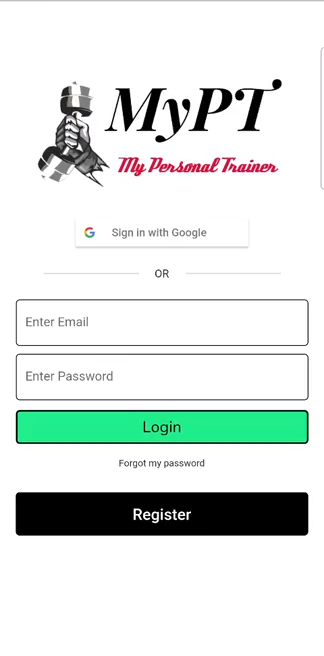 MyPT
My Personal Trainer
Sign in with Google
OR
Enter Email
Enter Password
Login
Forgot my password
Register